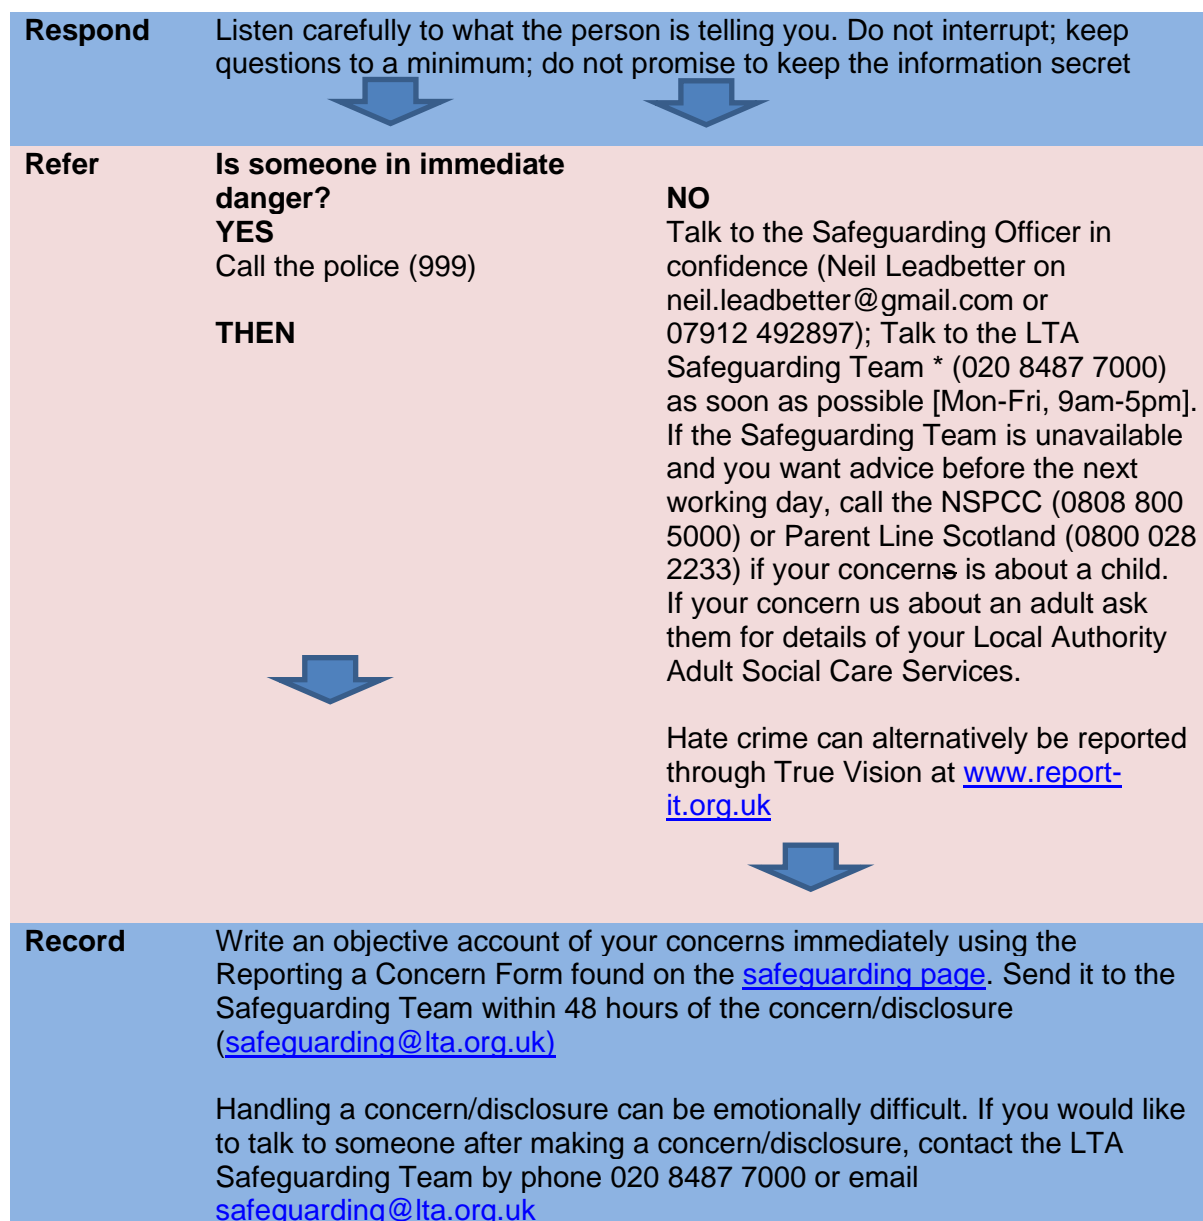 Respond Listen carefully to what the person is telling you. Do not interrupt; keep
questions to a minimum; do not promise to keep the information secret
Refer Is someone in immediate
danger?
YES
Call the police (999)
THEN
NO
Talk to the Safeguarding Officer in
confidence (Neil Leadbetter on
neil.leadbetter@gmail.com or
07912 492897); Talk to the LTA
Safeguarding Team * (020 8487 7000)
as soon as possible [Mon-Fri, 9am-5pm].
If the Safeguarding Team is unavailable
and you want advice before the next
working day, call the NSPCC (0808 800
5000) or Parent Line Scotland (0800 028
2233) if your concerns is about a child.
If your concern us about an adult ask
them for details of your Local Authority
Adult Social Care Services.
Hate crime can alternatively be reported
through True Vision at www.report-
it.org.uk
Record Write an objective account of your concerns immediately using the
Reporting a Concern Form found on the safeguarding page. Send it to the
Safeguarding Team within 48 hours of the concern/disclosure
(safeguarding@lta.org.uk)
Handling a concern/disclosure can be emotionally difficult. If you would like
to talk to someone after making a concern/disclosure, contact the LTA
Safeguarding Team by phone 020 8487 7000 or email
safeguarding@lta.org.uk